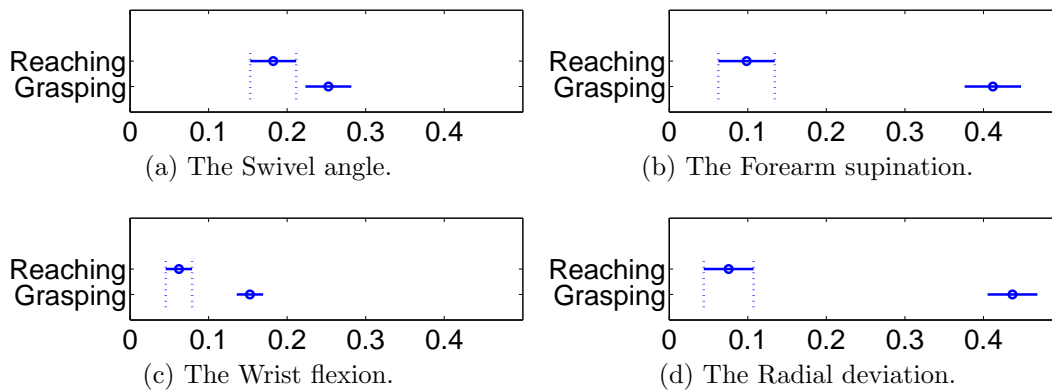 Reaching
Grasping
0 0.1 0.2 0.3 0.4
(a) The Swivel angle.
Reaching
Grasping
0 0.1 0.2 0.3 0.4
(b) The Forearm supination.
Reaching
Grasping
0 0.1 0.2 0.3 0.4
(c) The Wrist flexion.
Reaching
Grasping
0 0.1 0.2 0.3 0.4
(d) The Radial deviation.